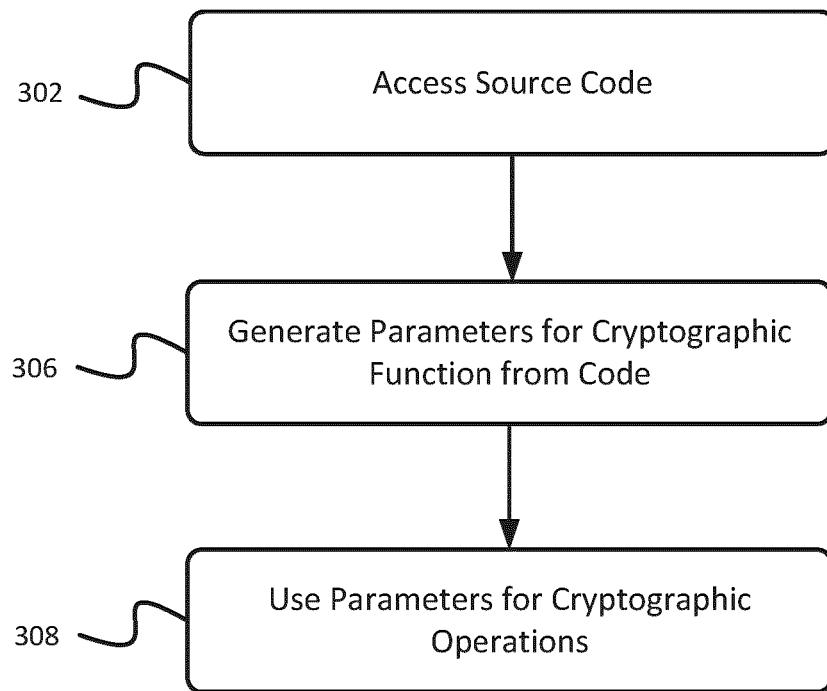 302
Access Source Code
306
Generate Parameters for Cryptographic
Function from Code
308
Use Parameters for Cryptographic
Operations